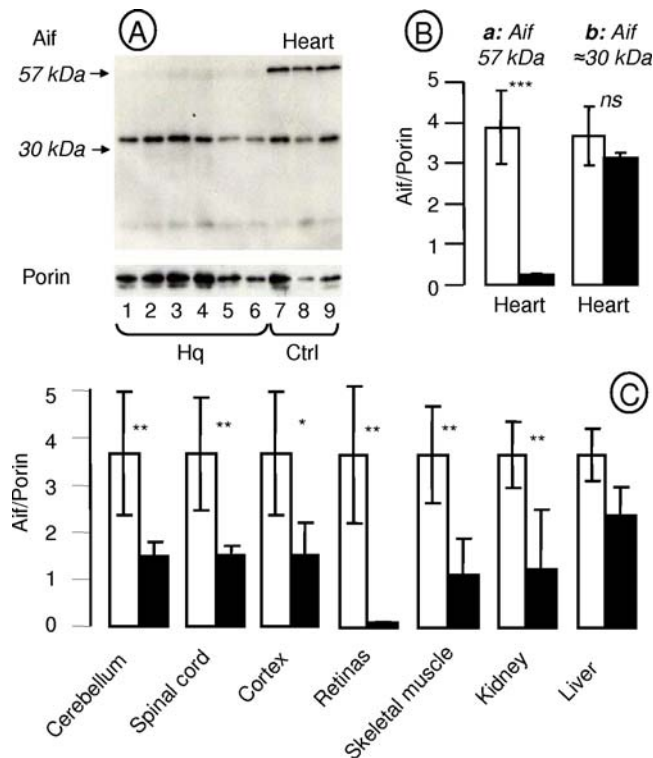 A
Aif
Heart
57 kDa
30 kDa
Porin
1 2 3 4 5 6 7 8 9
Hq Ctrl
B
a: Aif
57 kDa
b: Aif
≈30 kDa
***
ns
5
4
3
2
1
0
Aif/Porin
Heart Heart
C
5
4
3
2
1
0
Aif/Porin
** ** * ** ** **
Cerebellum
Spinal cord
Cortex
Retinas
Skeletal muscle
Kidney
Liver